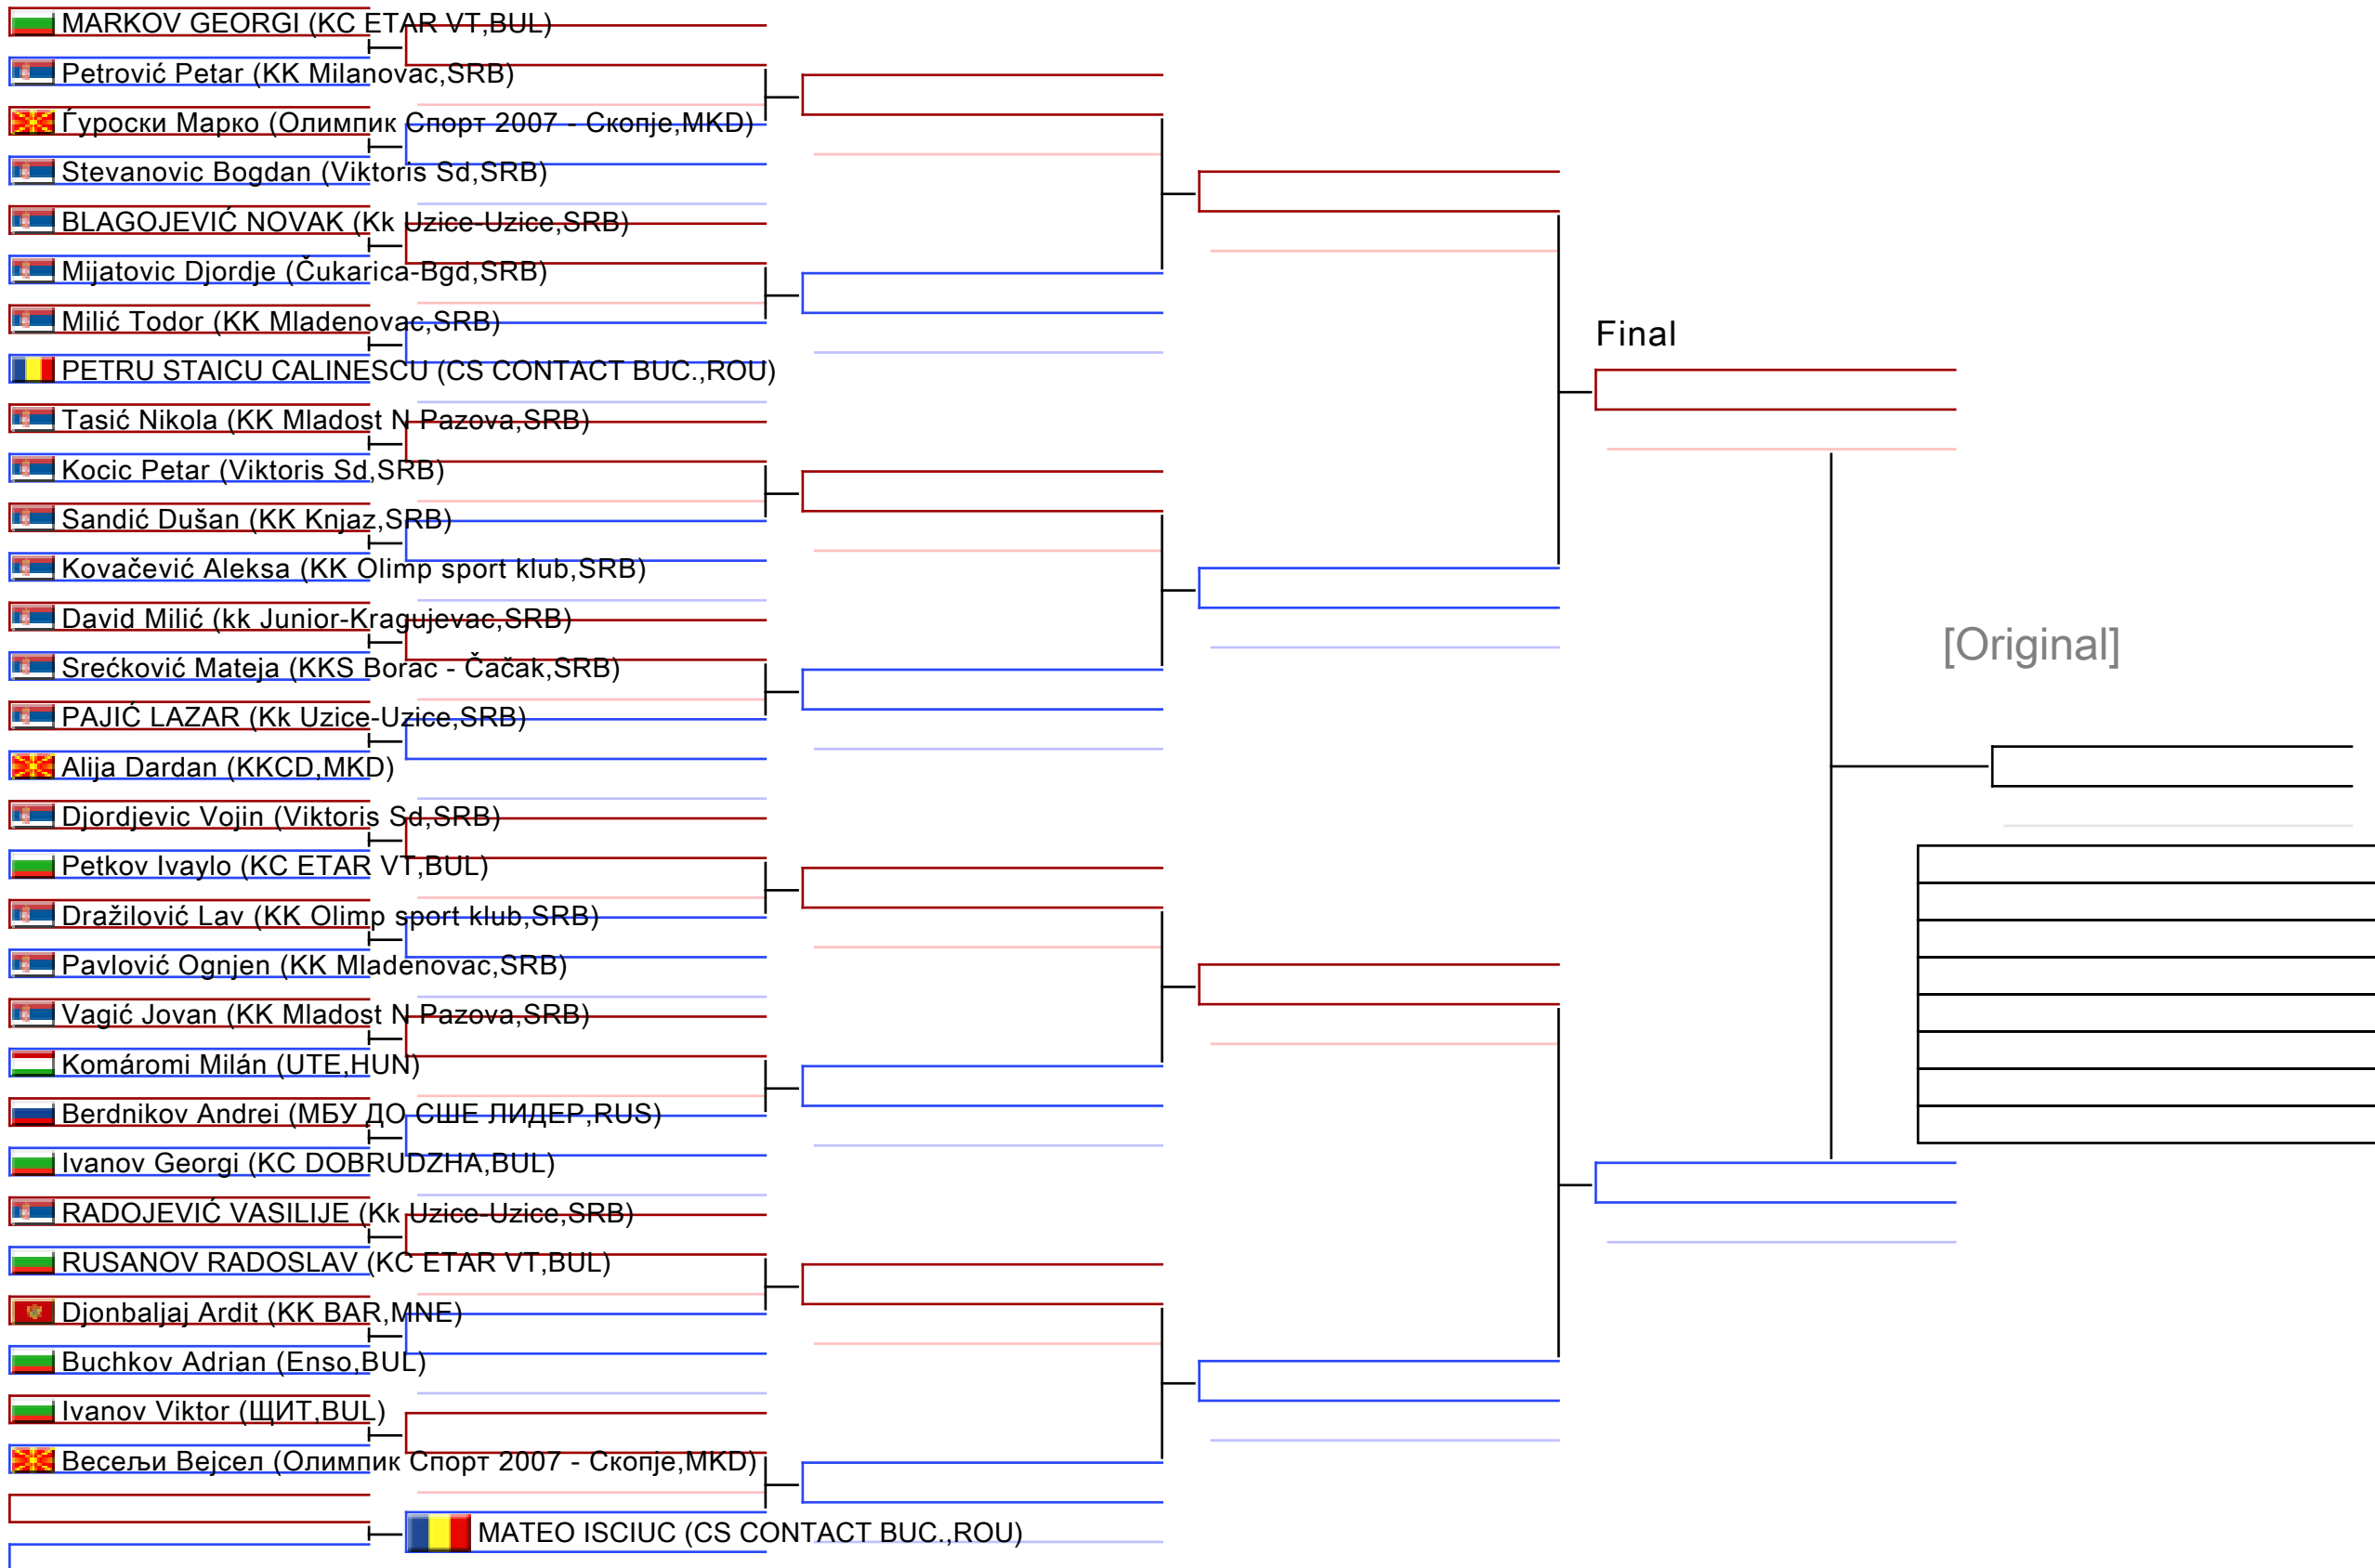 MARKOV GEORGI (KC ETAR VT,BUL)
Petrović Petar (KK Milanovac,SRB)
Ѓуроски Марко (Олимпик Спорт 2007 - Скопје,MKD)
Stevanovic Bogdan (Viktoris Sd,SRB)
BLAGOJEVIĆ NOVAK (Kk Uzice-Uzice,SRB)
Mijatovic Djordje (Čukarica-Bgd,SRB)
Milić Todor (KK Mladenovac,SRB)
Final
PETRU STAICU CALINESCU (CS CONTACT BUC.,ROU)
Tasić Nikola (KK Mladost N Pazova,SRB)
Kocic Petar (Viktoris Sd,SRB)
Sandić Dušan (KK Knjaz,SRB)
Kovačević Aleksa (KK Olimp sport klub,SRB)
David Milić (kk Junior-Kragujevac,SRB)
[Original]
Srećković Mateja (KKS Borac - Čačak,SRB)
PAJIĆ LAZAR (Kk Uzice-Uzice,SRB)
Alija Dardan (KKCD,MKD)
Djordjevic Vojin (Viktoris Sd,SRB)
Petkov Ivaylo (KC ETAR VT,BUL)
Dražilović Lav (KK Olimp sport klub,SRB)
Pavlović Ognjen (KK Mladenovac,SRB)
Vagić Jovan (KK Mladost N Pazova,SRB)
Komáromi Milán (UTE,HUN)
Berdnikov Andrei (МБУ ДО СШЕ ЛИДЕР,RUS)
Ivanov Georgi (KC DOBRUDZHA,BUL)
RADOJEVIĆ VASILIJE (Kk Uzice-Uzice,SRB)
RUSANOV RADOSLAV (KC ETAR VT,BUL)
Djonbaljaj Ardit (KK BAR,MNE)
Buchkov Adrian (Enso,BUL)
Ivanov Viktor (ЩИТ,BUL)
Весељи Вејсел (Олимпик Спорт 2007 - Скопје,MKD)
MATEO ISCIUC (CS CONTACT BUC.,ROU)